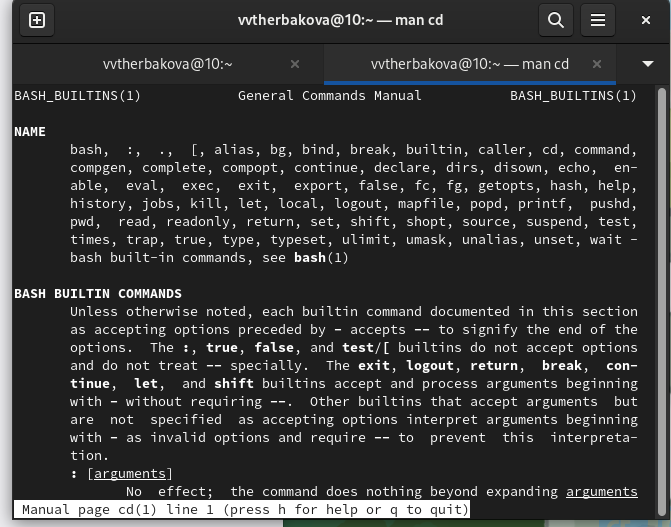 vvtherbakova@10:~ — man cd
vvtherbakova@10:~
vvtherbakova@10:~ — man cd
BASH_BUILTINS(1) General Commands Manual BASH_BUILTINS(1)
NAME
bash, :, ., [, alias, bg, bind, break, builtin, caller, cd, command,
compgen, complete, compopt, continue, declare, dirs, disown, echo, en-
able, eval, exec, exit, export, false, fc, fg, getopts, hash, help,
history, jobs, kill, let, local, logout, mapfile, popd, printf, pushd,
pwd, read, readonly, return, set, shift, shopt, source, suspend, test,
times, trap, true, type, typeset, ulimit, umask, unalias, unset, wait -
bash built-in commands, see bash(1)
BASH BUILTIN COMMANDS
Unless otherwise noted, each builtin command documented in this section
as accepting options preceded by - accepts -- to signify the end of the
options. The :, true, false, and test/[ builtins do not accept options
and do not treat -- specially. The exit, logout, return, break, con-
tinue, let, and shift builtins accept and process arguments beginning
with - without requiring --. Other builtins that accept arguments but
are not specified as accepting options interpret arguments beginning
with - as invalid options and require -- to prevent this interpreta-
tion.
: [arguments]
No effect; the command does nothing beyond expanding arguments
Manual page cd(1) line 1 (press h for help or q to quit)